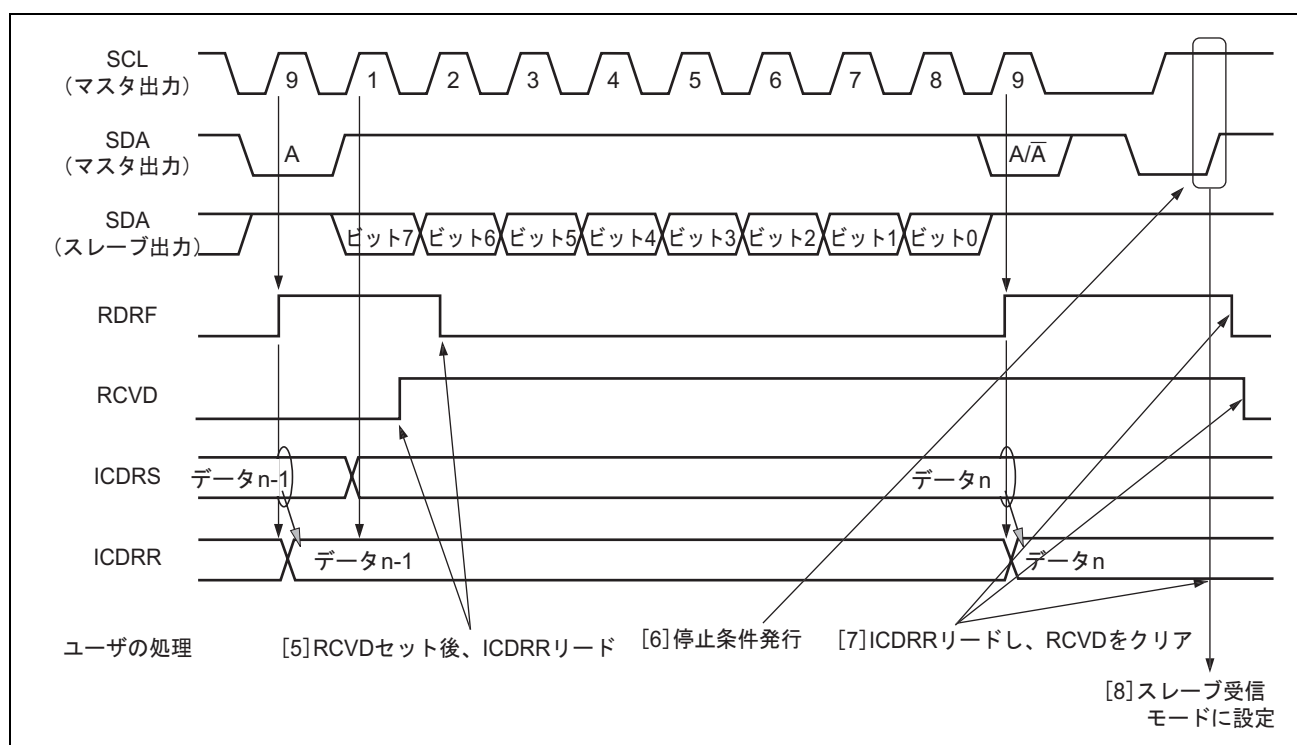 SCL
（マスタ出力）
9 1 2 3 4 5 6 7 8 9
SDA
（マスタ出力）
A A/A̅
SDA
（スレーブ出力）
ビット7 ビット6 ビット5 ビット4 ビット3 ビット2 ビット1 ビット0
RDRF
RCVD
ICDRS
データn-1 データn
ICDRR
データn-1 データn
ユーザの処理
[5]RCVDセット後、ICDRRリード
[6]停止条件発行
[7]ICDRRリードし、RCVDをクリア
[8]スレーブ受信
モードに設定